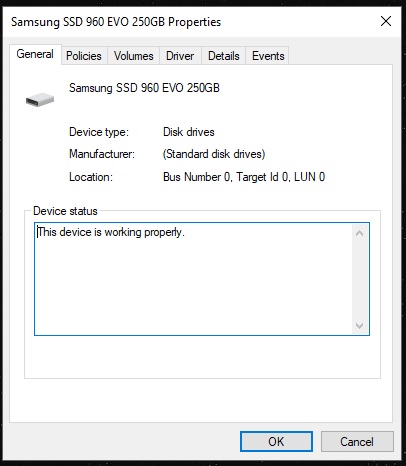 Samsung SSD 960 EVO 250GB Properties
General Policies Volumes Driver Details Events
Samsung SSD 960 EVO 250GB
Device type: Disk drives
Manufacturer: (Standard disk drives)
Location: Bus Number 0, Target Id 0, LUN 0
Device status
This device is working properly.
OK Cancel